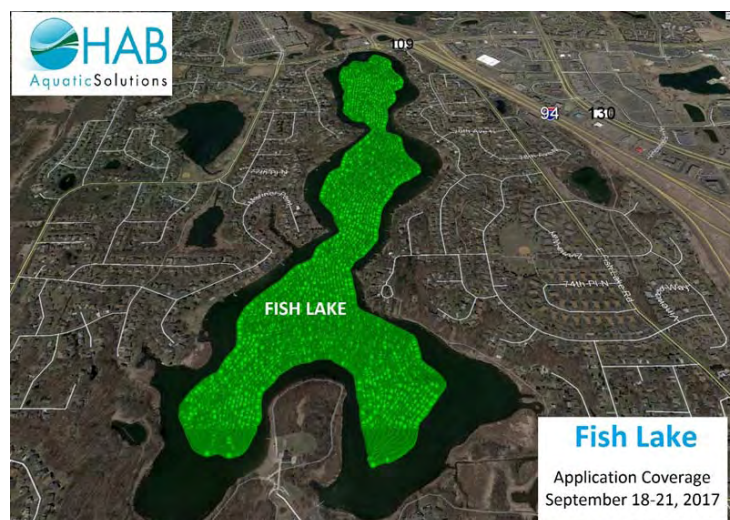 HAB
AquaticSolutions
109
94
130
74th Pl N
FISH LAKE
Fish Lake
Application Coverage
September 18-21, 2017